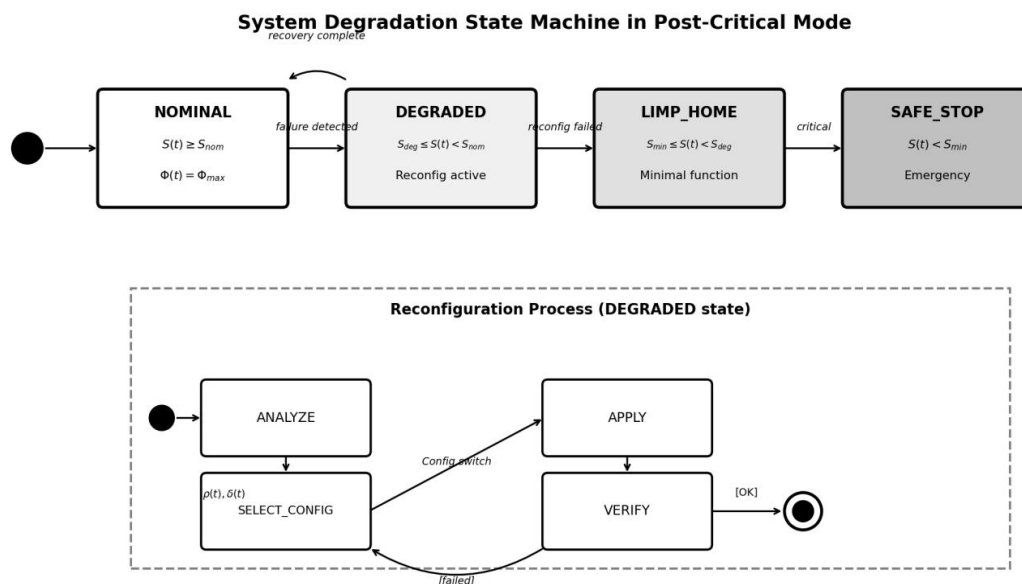 System Degradation State Machine in Post-Critical Mode
recovery complete
NOMINAL
S(t) ≥ S_nom
Φ(t) = Φ_max
failure detected
DEGRADED
S_deg ≤ S(t) < S_nom
Reconfig active
reconfig failed
LIMP_HOME
S_min ≤ S(t) < S_deg
Minimal function
critical
SAFE_STOP
S(t) < S_min
Emergency
Reconfiguration Process (DEGRADED state)
ANALYZE
APPLY
Config switch
ρ(t), δ(t)
SELECT_CONFIG
VERIFY
[OK]
[failed]